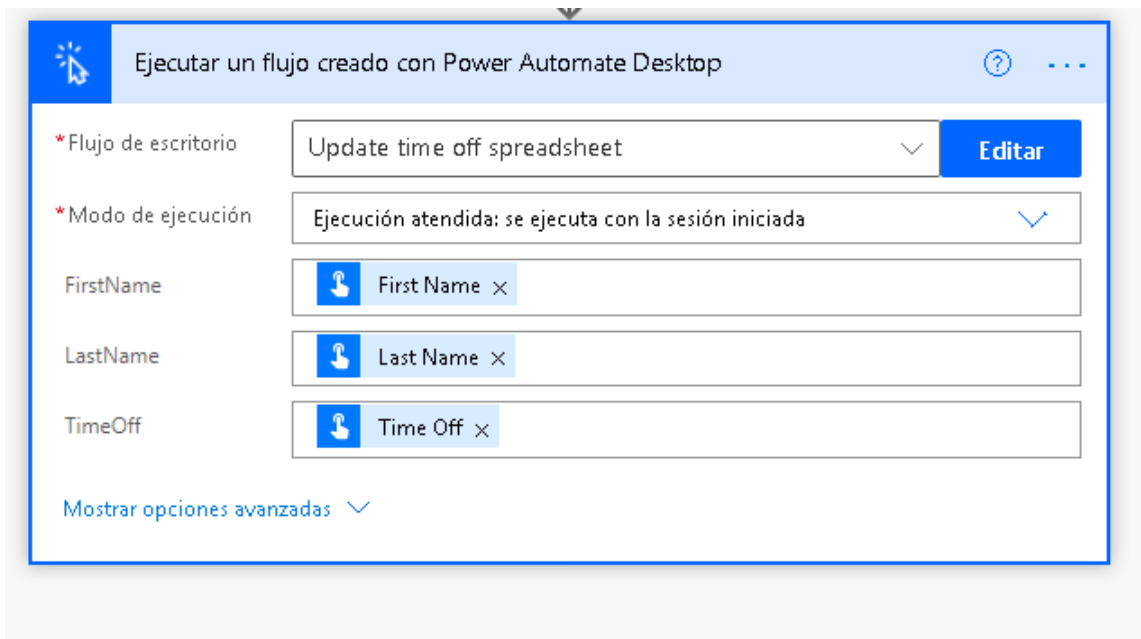 Ejecutar un flujo creado con Power Automate Desktop
*Flujo de escritorio Update time off spreadsheet Editar
*Modo de ejecución Ejecución atendida: se ejecuta con la sesión iniciada
FirstName First Name
LastName Last Name
TimeOff Time Off
Mostrar opciones avanzadas